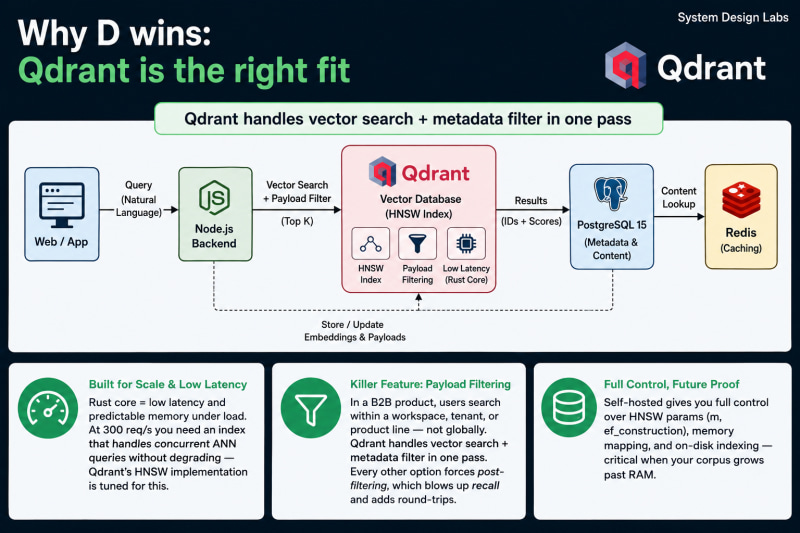 System Design Labs
Why D wins:
Qdrant is the right fit
Qdrant
Qdrant handles vector search + metadata filter in one pass
Web / App
Query
(Natural
Language)
JS
Node.js
Backend
Vector Search
+ Payload Filter
(Top K)
Qdrant
Vector Database
(HNSW Index)
HNSW
Index
Payload
Filtering
Low Latency
(Rust Core)
Results
(IDs + Scores)
PostgreSQL 15
(Metadata &
Content)
Content
Lookup
Redis
(Caching)
Store / Update
Embeddings & Payloads
Built for Scale & Low Latency
Rust core = low latency and
predictable memory under load.
At 300 req/s you need an index
that handles concurrent ANN
queries without degrading —
Qdrant's HNSW implementation
is tuned for this.
Killer Feature: Payload Filtering
In a B2B product, users search
within a workspace, tenant, or
product line — not globally.
Qdrant handles vector search +
metadata filter in one pass.
Every other option forces post-
filtering, which blows up recall
and adds round-trips.
Full Control, Future Proof
Self-hosted gives you full control
over HNSW params (m,
ef_construction), memory
mapping, and on-disk indexing —
critical when your corpus grows
past RAM.